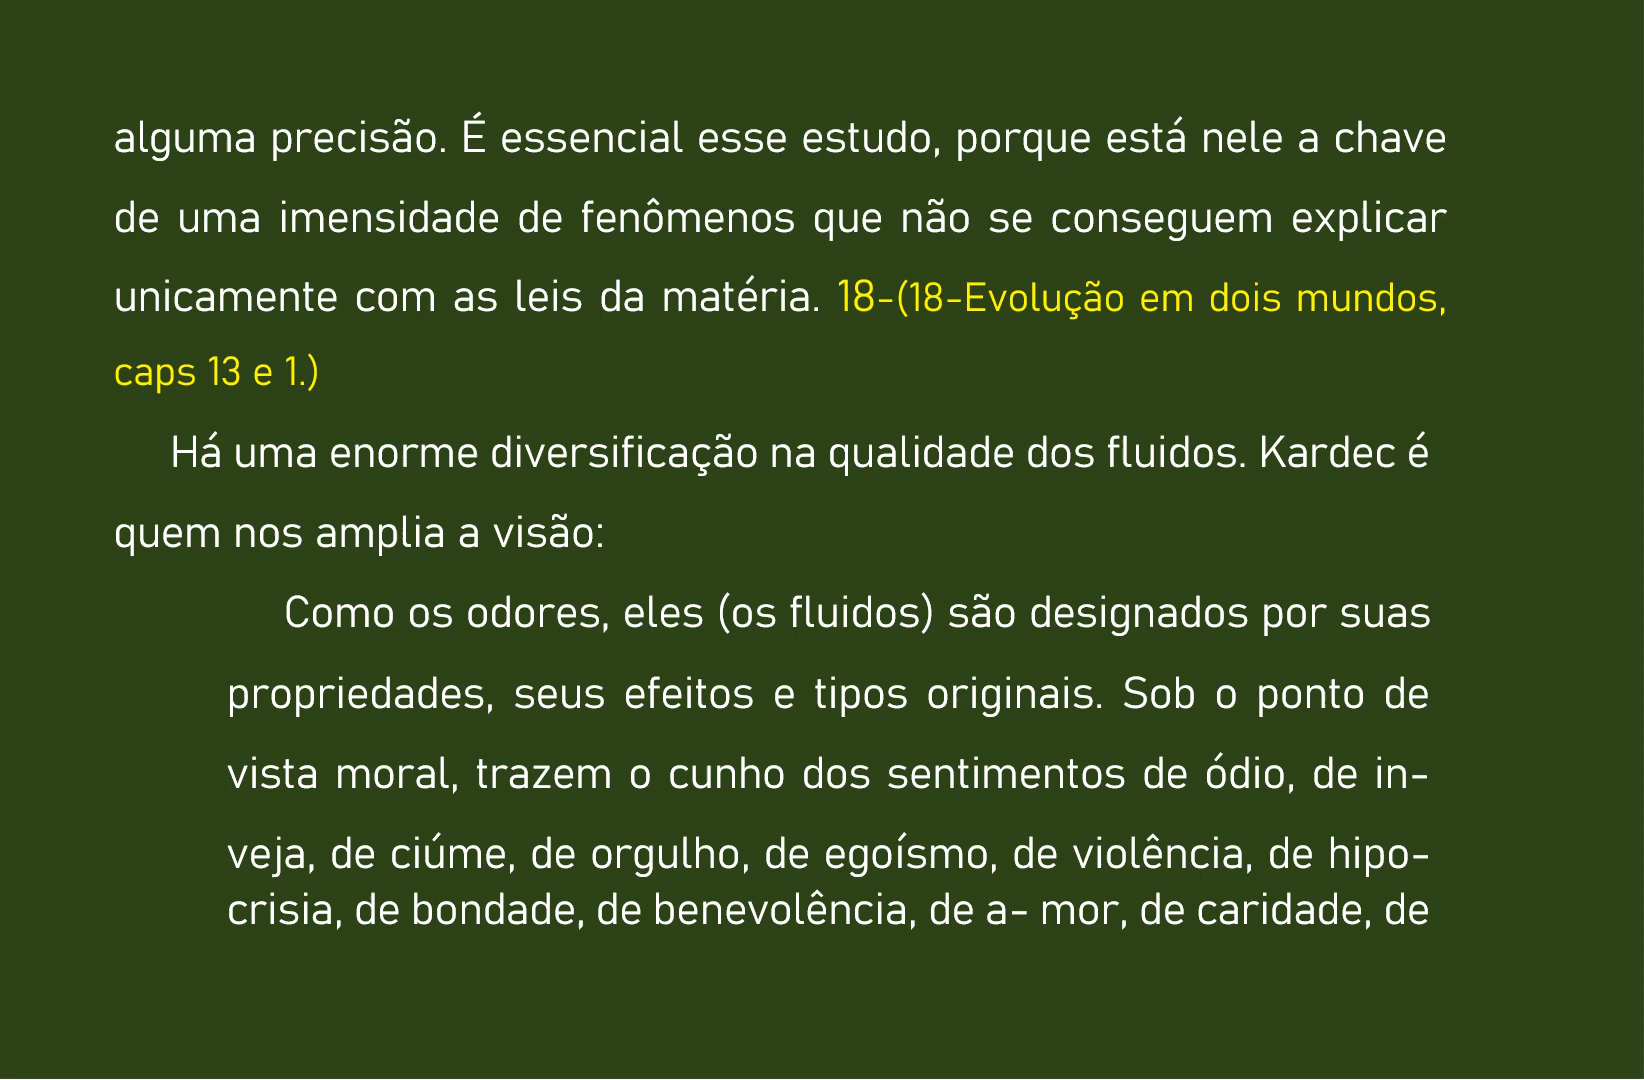 alguma precisão. É essencial esse estudo, porque está nele a chave
de uma imensidade de fenômenos que não se conseguem explicar
unicamente com as leis da matéria. 18-(18-Evolução em dois mundos,
caps 13 e 1.)
Há uma enorme diversificação na qualidade dos fluidos. Kardec é
quem nos amplia a visão:
Como os odores, eles (os fluidos) são designados por suas
propriedades, seus efeitos e tipos originais. Sob o ponto de
vista moral, trazem o cunho dos sentimentos de ódio, de in-
veja, de ciúme, de orgulho, de egoísmo, de violência, de hipo-
crisia, de bondade, de benevolência, de a- mor, de caridade, de